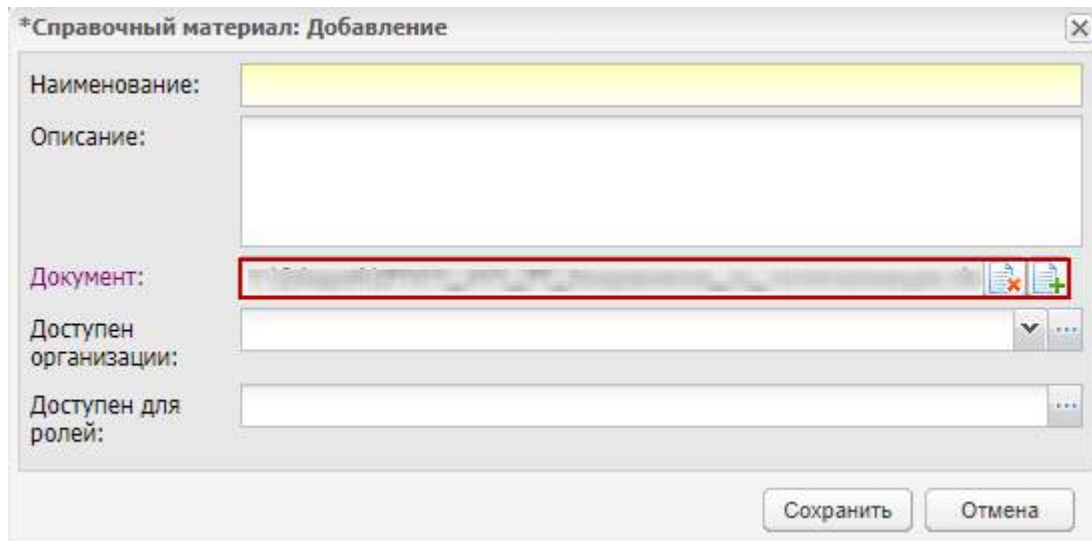 *Справочный материал: Добавление
Наименование:
Описание:
Документ:
Доступен
организации:
Доступен для
ролей:
Сохранить Отмена